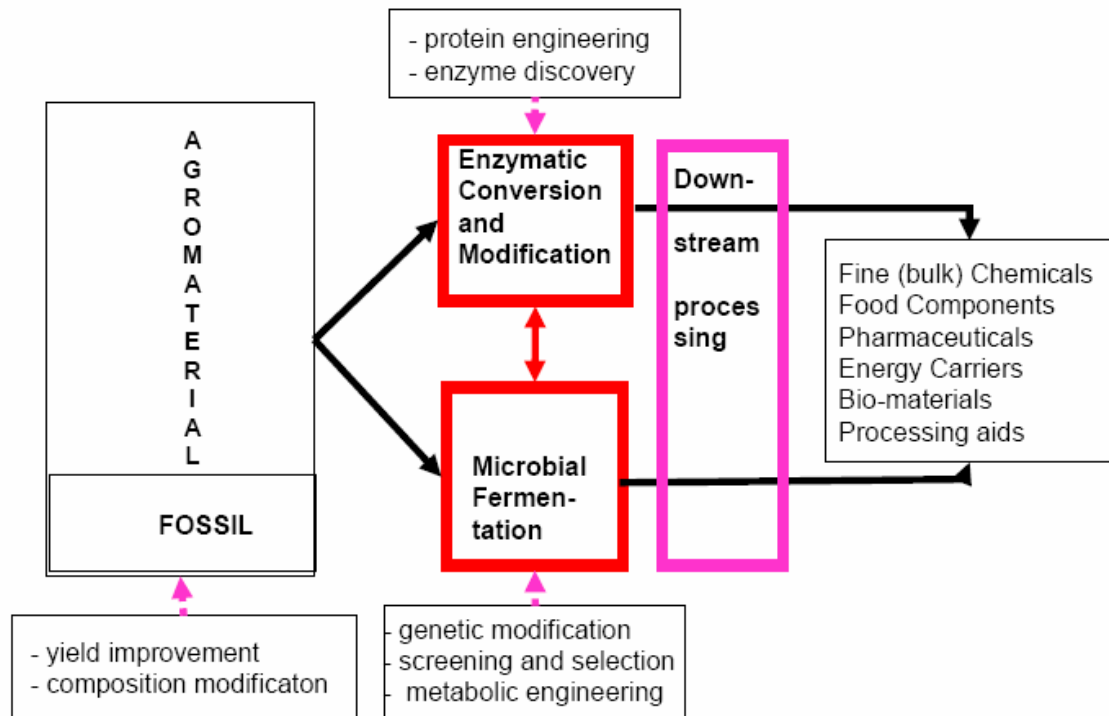 - protein engineering
- enzyme discovery
AGROMATERIAL
FOSSIL
- yield improvement
- composition modificaton
Enzymatic
Conversion
and
Modification
Microbial
Fermen-
tation
- genetic modification
- screening and selection
- metabolic engineering
Down-
stream
proces
sing
Fine (bulk) Chemicals
Food Components
Pharmaceuticals
Energy Carriers
Bio-materials
Processing aids